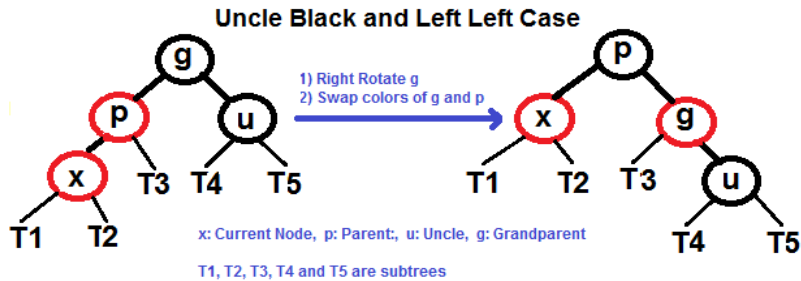 Uncle Black and Left Left Case
g
p
u
x
T3
T4
T5
T1
T2
1) Right Rotate g
2) Swap colors of g and p
p
x
g
T1
T2
T3
u
T4
T5
x: Current Node, p: Parent:, u: Uncle, g: Grandparent
T1, T2, T3, T4 and T5 are subtrees